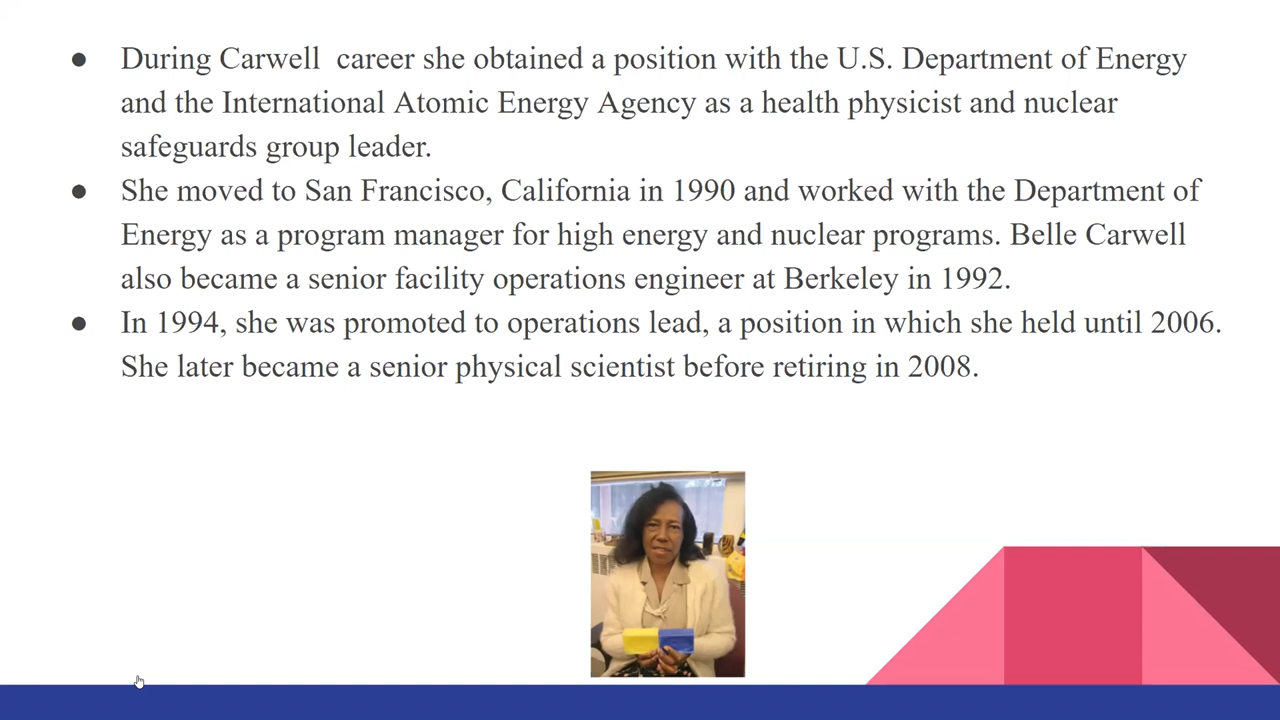 ● During Carwell  career she obtained a position with the U.S. Department of Energy
and the International Atomic Energy Agency as a health physicist and nuclear
safeguards group leader.
● She moved to San Francisco, California in 1990 and worked with the Department of
Energy as a program manager for high energy and nuclear programs. Belle Carwell
also became a senior facility operations engineer at Berkeley in 1992.
● In 1994, she was promoted to operations lead, a position in which she held until 2006.
She later became a senior physical scientist before retiring in 2008.